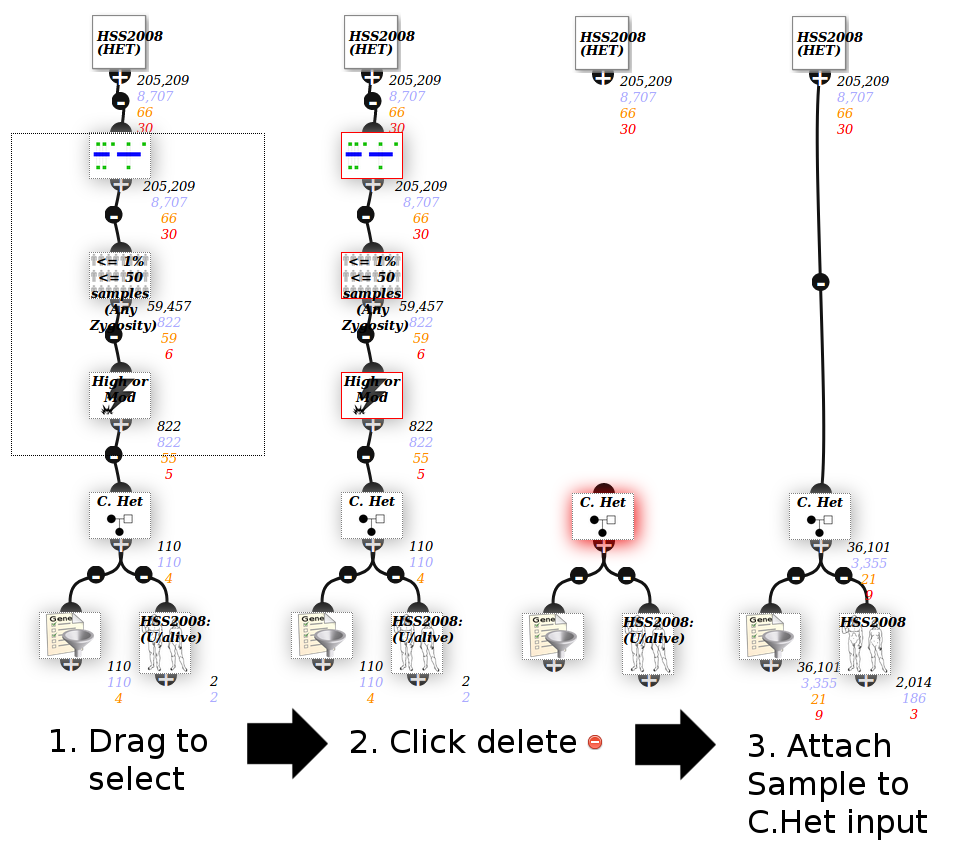 HSS2008
(HET)
205,209
8,707
66
30
205,209
8,707
66
30
<= 1%
<= 50
samples
(Any
Zygosity)
59,457
822
59
6
High or
Mod
822
822
55
5
C. Het
110
110
4
Gene
HSS2008:
(U/alive)
110
110
4
2
2
1. Drag to
select
HSS2008
(HET)
205,209
8,707
66
30
205,209
8,707
66
30
<= 1%
<= 50
samples
(Any
Zygosity)
59,457
822
59
6
High or
Mod
822
822
55
5
C. Het
110
110
4
Gene
HSS2008:
(U/alive)
110
110
4
2
2
2. Click delete
HSS2008
(HET)
205,209
8,707
66
30
C. Het
Gene
HSS2008:
(U/alive)
HSS2008
(HET)
205,209
8,707
66
30
C. Het
36,101
3,355
21
9
Gene
HSS2008
36,101
3,355
21
9
2,014
186
3
3. Attach
Sample to
C.Het input